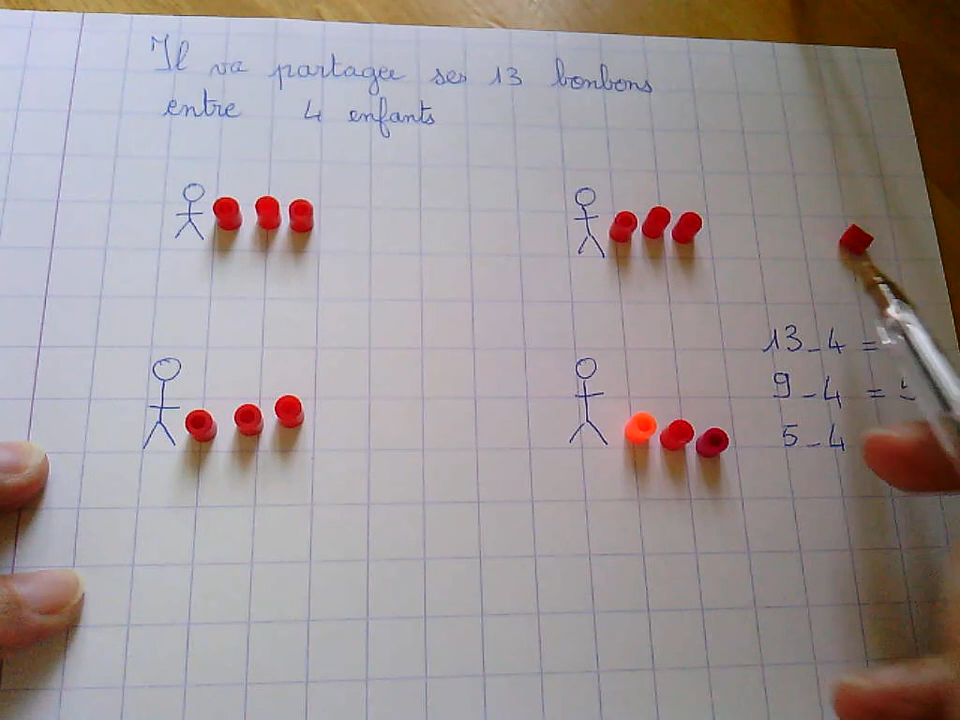 Il va partager ses 13 bonbons
entre 4 enfants
13 - 4 =
9 - 4 =
5 - 4